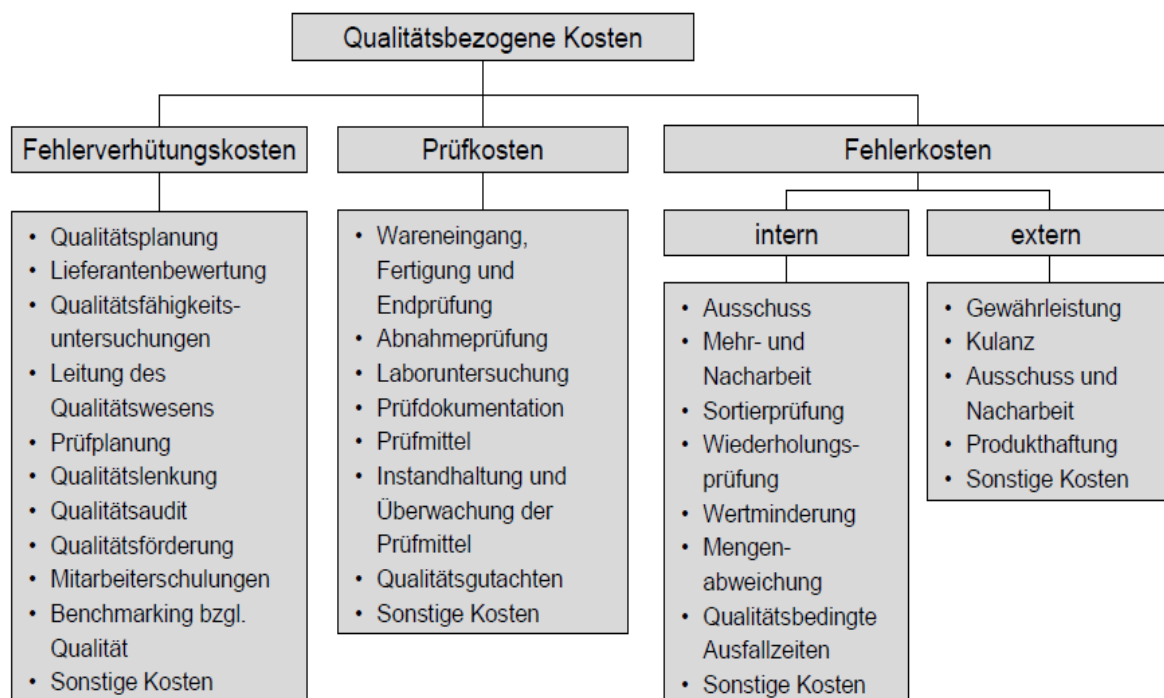 Qualitätsbezogene Kosten
Fehlerverhütungskosten
• Qualitätsplanung
• Lieferantenbewertung
• Qualitätsfähigkeits-
untersuchungen
• Leitung des
Qualitätswesens
• Prüfplanung
• Qualitätslenkung
• Qualitätsaudit
• Qualitätsförderung
• Mitarbeiterschulungen
• Benchmarking bzgl.
Qualität
• Sonstige Kosten
Prüfkosten
• Wareneingang,
Fertigung und
Endprüfung
• Abnahmeprüfung
• Laboruntersuchung
• Prüfdokumentation
• Prüfmittel
• Instandhaltung und
Überwachung der
Prüfmittel
• Qualitätsgutachten
• Sonstige Kosten
Fehlerkosten
intern
• Ausschuss
• Mehr- und
Nacharbeit
• Sortierprüfung
• Wiederholungs-
prüfung
• Wertminderung
• Mengen-
abweichung
• Qualitätsbedingte
Ausfallzeiten
• Sonstige Kosten
extern
• Gewährleistung
• Kulanz
• Ausschuss und
Nacharbeit
• Produkthaftung
• Sonstige Kosten